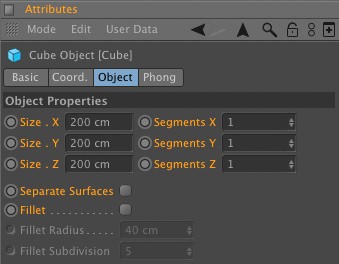 Attributes
Mode Edit User Data
Cube Object [Cube]
Basic Coord. Object Phong
Object Properties
Size . X 200 cm Segments X 1
Size . Y 200 cm Segments Y 1
Size . Z 200 cm Segments Z 1
Separate Surfaces
Fillet . . . . . . . . . . .
Fillet Radius . . . . . 40 cm
Fillet Subdivision 5